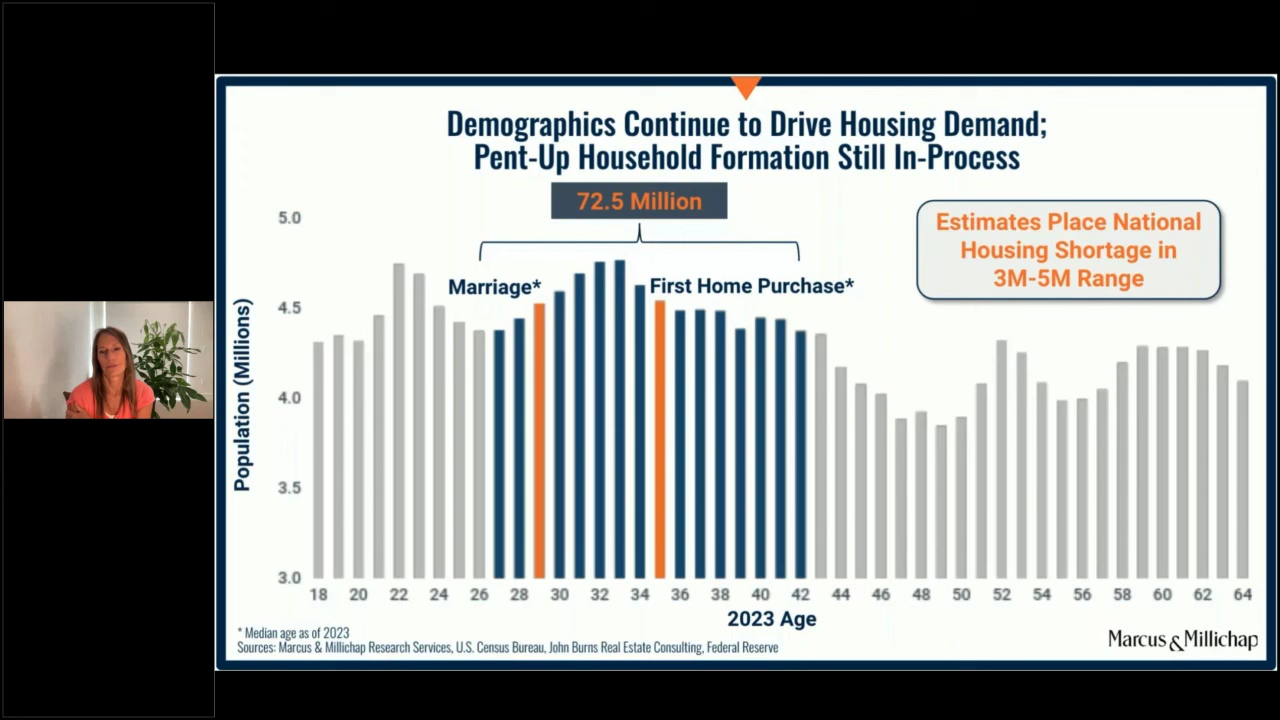 Demographics Continue to Drive Housing Demand;
Pent-Up Household Formation Still In-Process
72.5 Million
Estimates Place National
Housing Shortage in
3M-5M Range
Marriage*
First Home Purchase*
Population (Millions)
5.0
4.5
4.0
3.5
3.0
18 20 22 24 26 28 30 32 34 36 38 40 42 44 46 48 50 52 54 56 58 60 62 64
2023 Age
* Median age as of 2023
Sources: Marcus & Millichap Research Services, U.S. Census Bureau, John Burns Real Estate Consulting, Federal Reserve
Marcus & Millichap